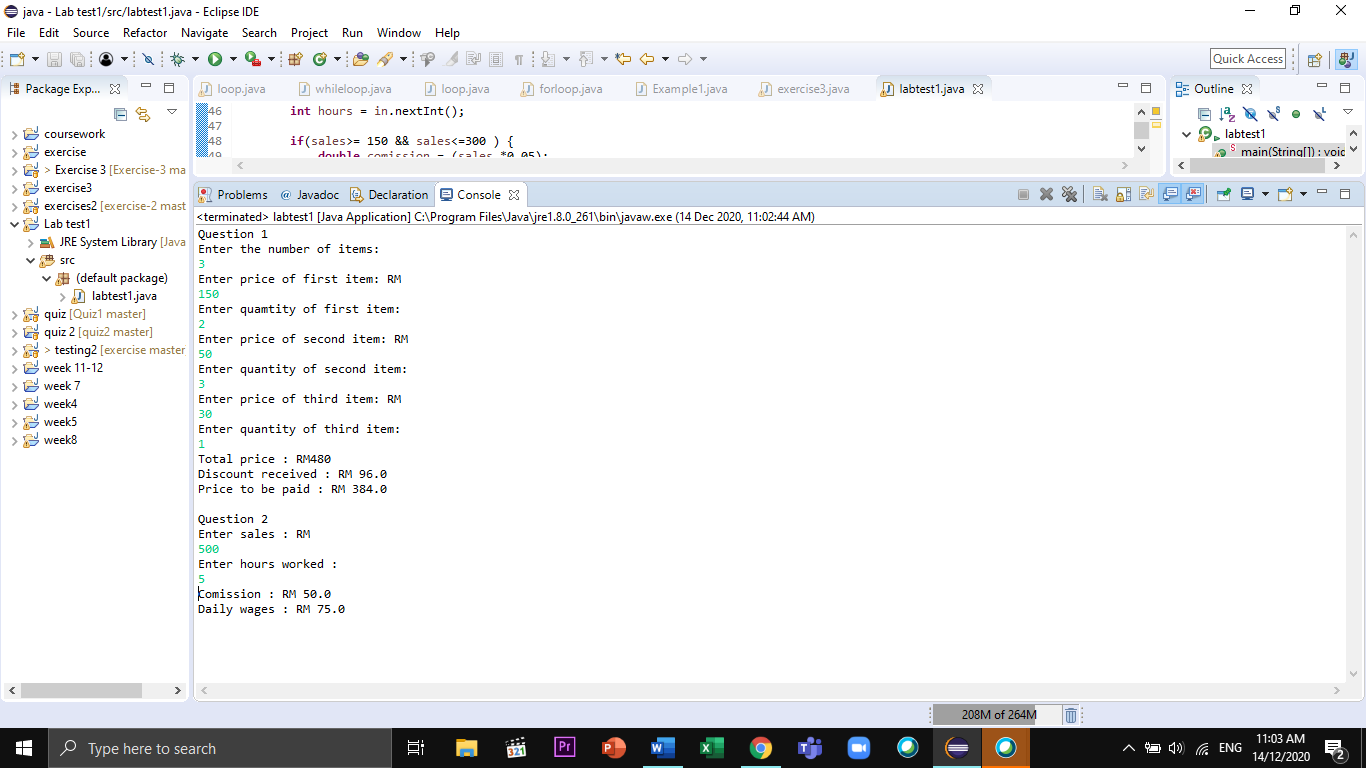 java - Lab test1/src/labtest1.java - Eclipse IDE
File Edit Source Refactor Navigate Search Project Run Window Help
Quick Access
Package Exp...
loop.java whileloop.java loop.java forloop.java Example1.java exercise3.java labtest1.java
Outline
46 int hours = in.nextInt();
47
48 if(sales>= 150 && sales<=300 ) {
49 double comission = (sales *0.05);
labtest1
main(String[]) : void
coursework
exercise
> Exercise 3 [Exercise-3 ma
exercise3
exercises2 [exercise-2 mast
Lab test1
JRE System Library [Java
src
(default package)
labtest1.java
quiz [Quiz1 master]
quiz 2 [quiz2 master]
> testing2 [exercise master
week 11-12
week 7
week4
week5
week8
Problems @ Javadoc Declaration Console
<terminated> labtest1 [Java Application] C:\Program Files\Java\jre1.8.0_261\bin\javaw.exe (14 Dec 2020, 11:02:44 AM)
Question 1
Enter the number of items:
3
Enter price of first item: RM
150
Enter quamtity of first item:
2
Enter price of second item: RM
50
Enter quantity of second item:
3
Enter price of third item: RM
30
Enter quantity of third item:
1
Total price : RM480
Discount received : RM 96.0
Price to be paid : RM 384.0
Question 2
Enter sales : RM
500
Enter hours worked :
5
Comission : RM 50.0
Daily wages : RM 75.0
208M of 264M
Type here to search
321
Pr
ENG
11:03 AM
14/12/2020
2